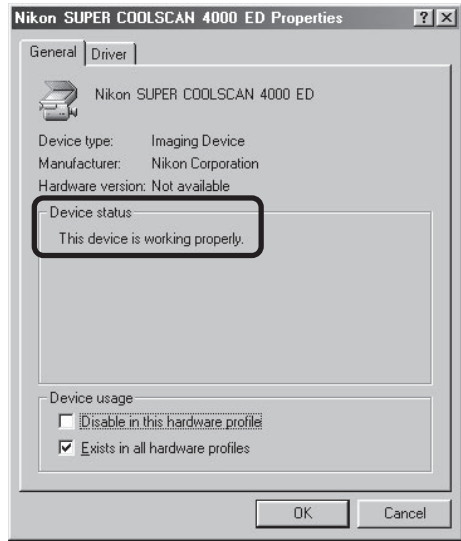 Nikon SUPER COOLSCAN 4000 ED Properties
General Driver
Nikon SUPER COOLSCAN 4000 ED
Device type: Imaging Device
Manufacturer: Nikon Corporation
Hardware version: Not available
Device status
This device is working properly.
Device usage
Disable in this hardware profile
Exists in all hardware profiles
OK Cancel